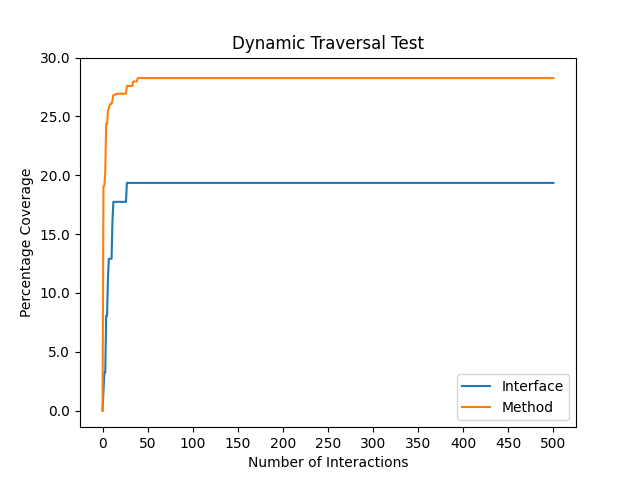 Dynamic Traversal Test
Percentage Coverage
30.0
25.0
20.0
15.0
10.0
5.0
0.0
0 50 100 150 200 250 300 350 400 450 500
Number of Interactions
Interface
Method